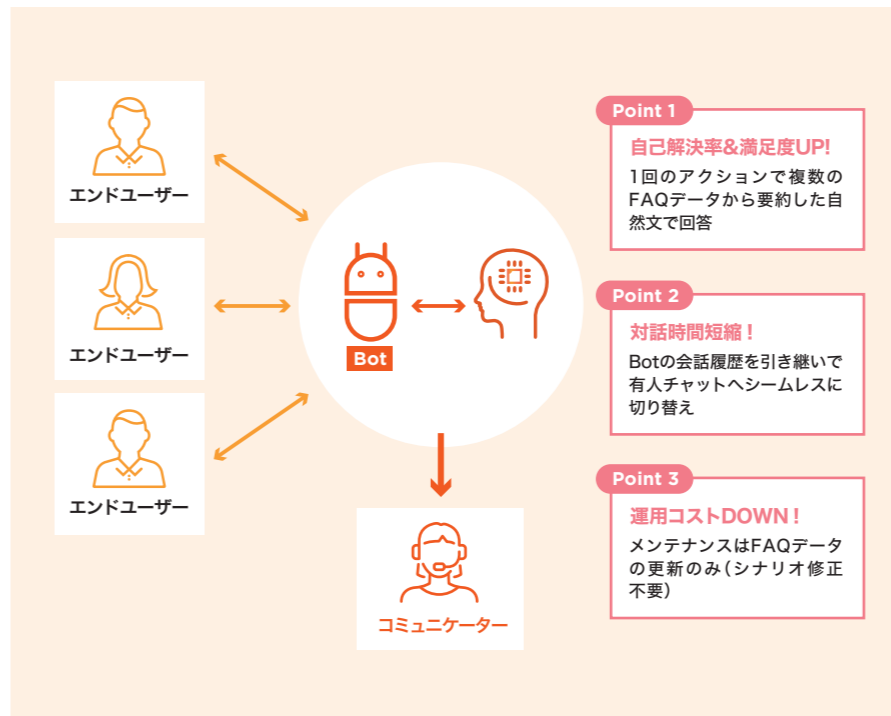 エンドユーザー
エンドユーザー
エンドユーザー
Bot
コミュニケーター
Point 1
自己解決率&満足度UP!
1回のアクションで複数の
FAQデータから要約した自
然文で回答
Point 2
対話時間短縮！
Botの会話履歴を引き継いで
有人チャットへシームレスに
切り替え
Point 3
運用コストDOWN！
メンテナンスはFAQデータ
の更新のみ(シナリオ修正
不要)